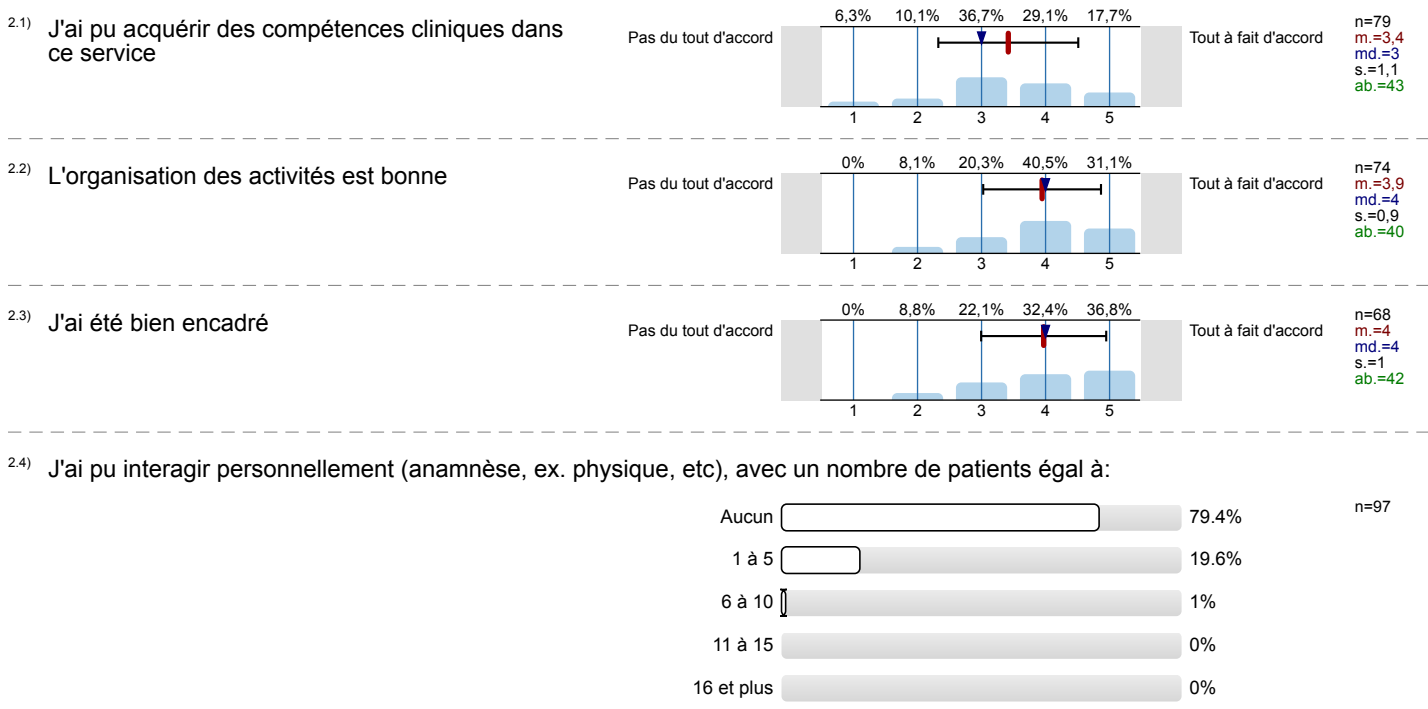 2.1) J'ai pu acquérir des compétences cliniques dans
ce service
Pas du tout d'accord
6,3% 10,1% 36,7% 29,1% 17,7%
1 2 3 4 5
Tout à fait d'accord
n=79
m.=3,4
md.=3
s.=1,1
ab.=43
2.2) L'organisation des activités est bonne
Pas du tout d'accord
0% 8,1% 20,3% 40,5% 31,1%
1 2 3 4 5
Tout à fait d'accord
n=74
m.=3,9
md.=4
s.=0,9
ab.=40
2.3) J'ai été bien encadré
Pas du tout d'accord
0% 8,8% 22,1% 32,4% 36,8%
1 2 3 4 5
Tout à fait d'accord
n=68
m.=4
md.=4
s.=1
ab.=42
2.4) J'ai pu interagir personnellement (anamnèse, ex. physique, etc), avec un nombre de patients égal à:
n=97
Aucun 79.4%
1 à 5 19.6%
6 à 10 1%
11 à 15 0%
16 et plus 0%